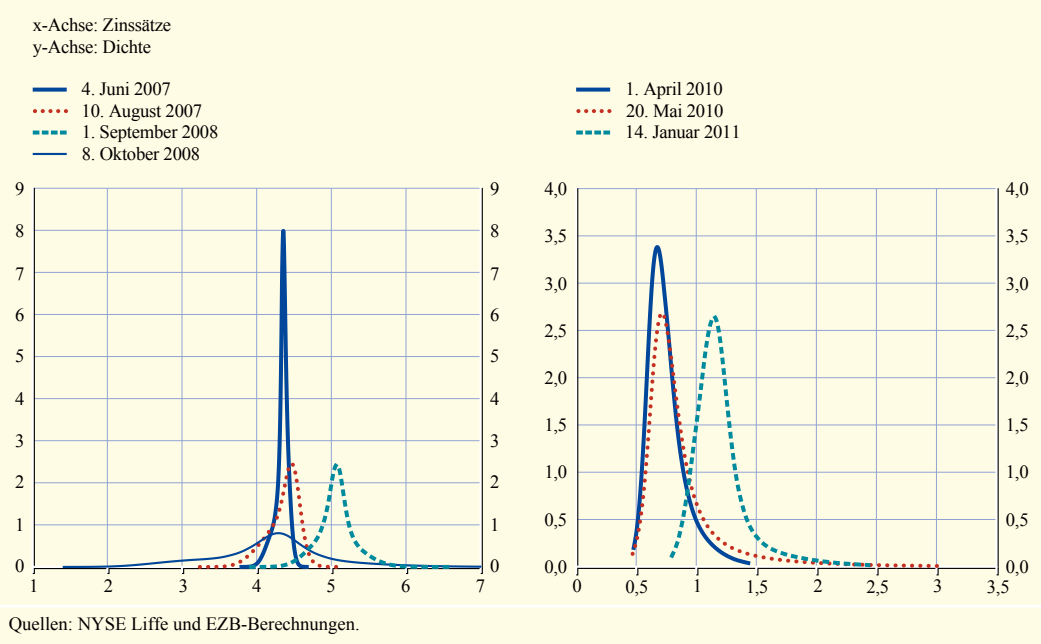 x-Achse: Zinssätze
y-Achse: Dichte
4. Juni 2007
10. August 2007
1. September 2008
8. Oktober 2008
1. April 2010
20. Mai 2010
14. Januar 2011
9 9
8 8
7 7
6 6
5 5
4 4
3 3
2 2
1 1
0 0
1 2 3 4 5 6 7
4,0 4,0
3,5 3,5
3,0 3,0
2,5 2,5
2,0 2,0
1,5 1,5
1,0 1,0
0,5 0,5
0,0 0,0
0 0,5 1 1,5 2 2,5 3 3,5
Quellen: NYSE Liffe und EZB-Berechnungen.